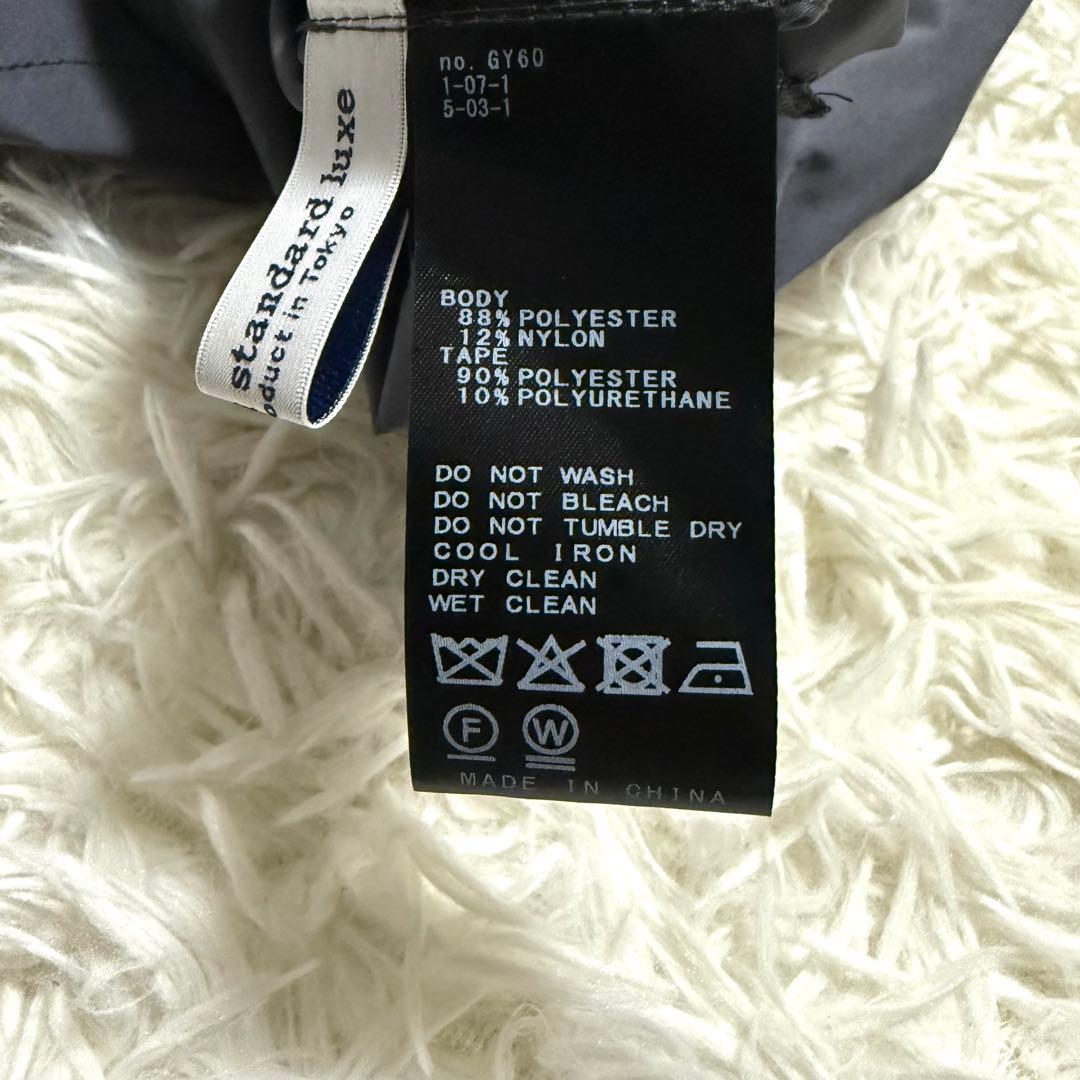 standard luxe
in Tokyo
no. GY60
1-07-1
5-03-1
BODY
88% POLYESTER
12% NYLON
TAPE
90% POLYESTER
10% POLYURETHANE
DO NOT WASH
DO NOT BLEACH
DO NOT TUMBLE DRY
COOL IRON
DRY CLEAN
WET CLEAN
F W
MADE IN CHINA